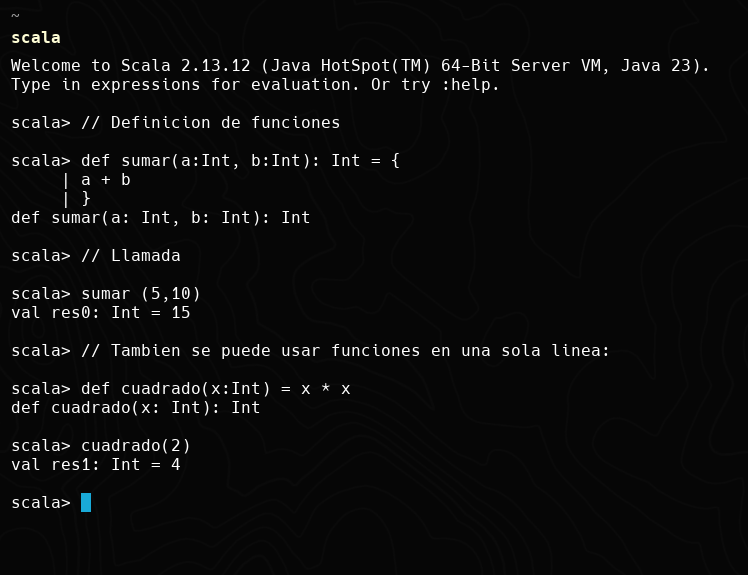 ~
scala
Welcome to Scala 2.13.12 (Java HotSpot(TM) 64-Bit Server VM, Java 23).
Type in expressions for evaluation. Or try :help.
scala> // Definicion de funciones
scala> def sumar(a:Int, b:Int): Int = {
     | a + b
     | }
def sumar(a: Int, b: Int): Int
scala> // Llamada
scala> sumar (5,10)
val res0: Int = 15
scala> // Tambien se puede usar funciones en una sola linea:
scala> def cuadrado(x:Int) = x * x
def cuadrado(x: Int): Int
scala> cuadrado(2)
val res1: Int = 4
scala>